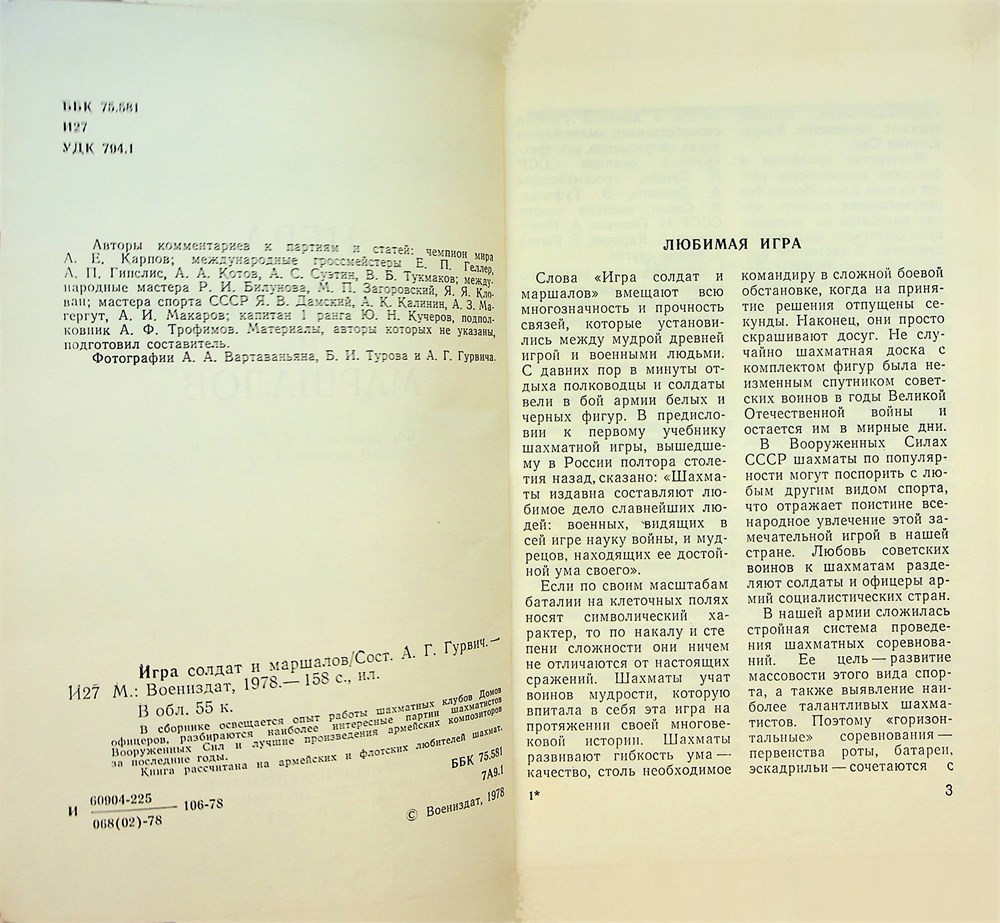 ББК 75.581
И27
УДК 794.1
Авторы комментариев к партиям и статей: чемпион мира
А. Е. Карпов; международные гроссмейстеры Е. П. Геллер,
А. П. Гипслис, А. А. Котов, А. С. Суэтин, В. Б. Тукмаков; между-
народные мастера Р. И. Билунова, М. П. Загоровский, Я. Я. Кло-
ван; мастера спорта СССР Я. В. Дамский, А. К. Калинин, А. З. Ма-
гергут, А. И. Макаров; капитан 1 ранга Ю. Н. Кучеров, подпол-
ковник А. Ф. Трофимов. Материалы, авторы которых не указаны,
подготовил составитель.
Фотографии А. А. Вартаваньяна, Б. И. Турова и А. Г. Гурвича.
Игра солдат и маршалов/Сост. А. Г. Гурвич.—
И27 М.: Воениздат, 1978.— 158 с., ил.
В обл. 55 к.
В сборнике освещается опыт работы шахматных клубов Домов
офицеров, разбираются наиболее интересные партии шахматистов
Вооруженных Сил и лучшие произведения армейских композиторов
за последние годы.
Книга рассчитана на армейских и флотских любителей шахмат.
И 60904-225 106-78
068(02)-78
ББК 75.581
7А9.1
© Воениздат, 1978
ЛЮБИМАЯ ИГРА
Слова «Игра солдат и
маршалов» вмещают всю
многозначность и прочность
связей, которые установи-
лись между мудрой древней
игрой и военными людьми.
С давних пор в минуты от-
дыха полководцы и солдаты
вели в бой армии белых и
черных фигур. В предисло-
вии к первому учебнику
шахматной игры, вышедше-
му в России полтора столе-
тия назад, сказано: «Шахма-
ты издавна составляют лю-
бимое дело славнейших лю-
дей: военных, видящих в
сей игре науку войны, и муд-
рецов, находящих ее достой-
ной ума своего».
Если по своим масштабам
баталии на клеточных полях
носят символический ха-
рактер, то по накалу и сте
пени сложности они ничем
не отличаются от настоящих
сражений. Шахматы учат
воинов мудрости, которую
впитала в себя эта игра на
протяжении своей многове-
ковой истории. Шахматы
развивают гибкость ума —
качество, столь необходимое
1*
командиру в сложной боевой
обстановке, когда на приня-
тие решения отпущены се-
кунды. Наконец, они просто
скрашивают досуг. Не слу-
чайно шахматная доска с
комплектом фигур была не-
изменным спутником совет-
ских воинов в годы Великой
Отечественной войны и
остается им в мирные дни.
В Вооруженных Силах
СССР шахматы по популяр-
ности могут поспорить с лю-
бым другим видом спорта,
что отражает поистине все-
народное увлечение этой за-
мечательной игрой в нашей
стране. Любовь советских
воинов к шахматам разде-
ляют солдаты и офицеры ар-
мий социалистических стран.
В нашей армии сложилась
стройная система проведе-
ния шахматных соревнова-
ний. Ее цель — развитие
массовости этого вида спор-
та, а также выявление наи-
более талантливых шахма-
тистов. Поэтому «горизон-
тальные» соревнования —
первенства роты, батареи,
эскадрильи — сочетаются с
3